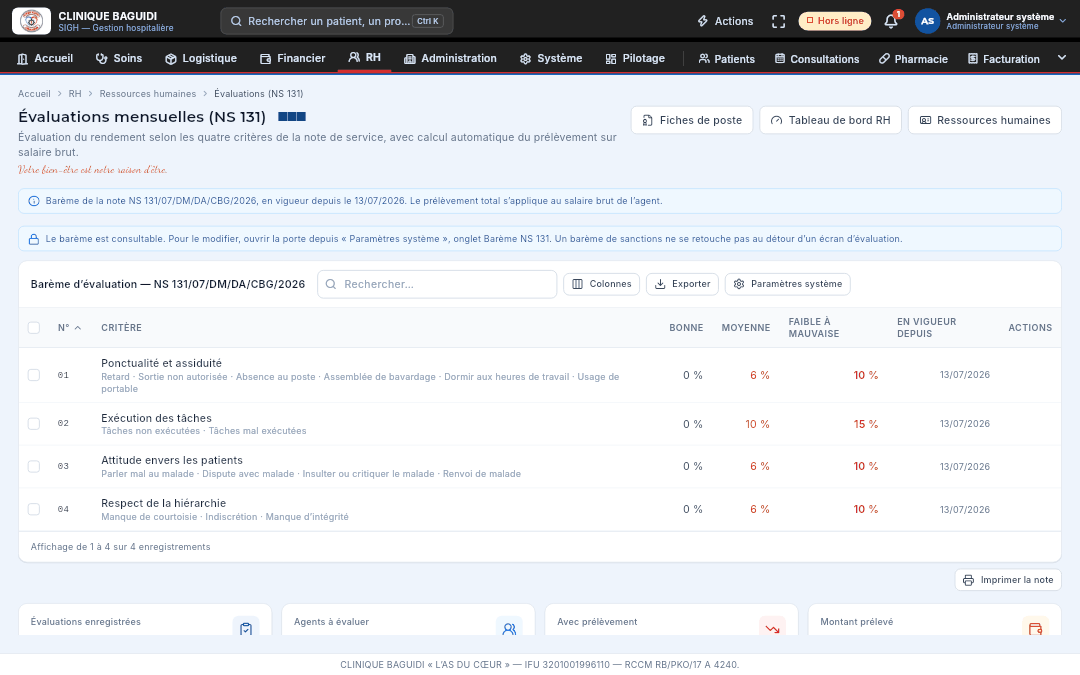 CLINIQUE BAGUIDI
SIGH — Gestion hospitalière
Rechercher un patient, un pro... Ctrl K
Actions
Hors ligne
1
AS
Administrateur système
Administrateur système
Accueil
Soins
Logistique
Financier
RH
Administration
Système
Pilotage
Patients
Consultations
Pharmacie
Facturation
Accueil > RH > Ressources humaines > Évaluations (NS 131)
Évaluations mensuelles (NS 131)
Évaluation du rendement selon les quatre critères de la note de service, avec calcul automatique du prélèvement sur
salaire brut.
Votre bien-être est notre raison d'être.
Fiches de poste
Tableau de bord RH
Ressources humaines
Barème de la note NS 131/07/DM/DA/CBG/2026, en vigueur depuis le 13/07/2026. Le prélèvement total s'applique au salaire brut de l'agent.
Le barème est consultable. Pour le modifier, ouvrir la porte depuis « Paramètres système », onglet Barème NS 131. Un barème de sanctions ne se retouche pas au détour d'un écran d'évaluation.
Barème d'évaluation — NS 131/07/DM/DA/CBG/2026
Rechercher...
Colonnes
Exporter
Paramètres système
N° CRITÈRE BONNE MOYENNE FAIBLE À MAUVAISE EN VIGUEUR DEPUIS ACTIONS
01 Ponctualité et assiduité 0 % 6 % 10 % 13/07/2026
Retard · Sortie non autorisée · Absence au poste · Assemblée de bavardage · Dormir aux heures de travail · Usage de
portable
02 Exécution des tâches 0 % 10 % 15 % 13/07/2026
Tâches non exécutées · Tâches mal exécutées
03 Attitude envers les patients 0 % 6 % 10 % 13/07/2026
Parler mal au malade · Dispute avec malade · Insulter ou critiquer le malade · Renvoi de malade
04 Respect de la hiérarchie 0 % 6 % 10 % 13/07/2026
Manque de courtoisie · Indiscrétion · Manque d'intégrité
Affichage de 1 à 4 sur 4 enregistrements
Imprimer la note
Évaluations enregistrées
Agents à évaluer
Avec prélèvement
Montant prélevé
CLINIQUE BAGUIDI « L'AS DU CŒUR » — IFU 3201001996110 — RCCM RB/PKO/17 A 4240.